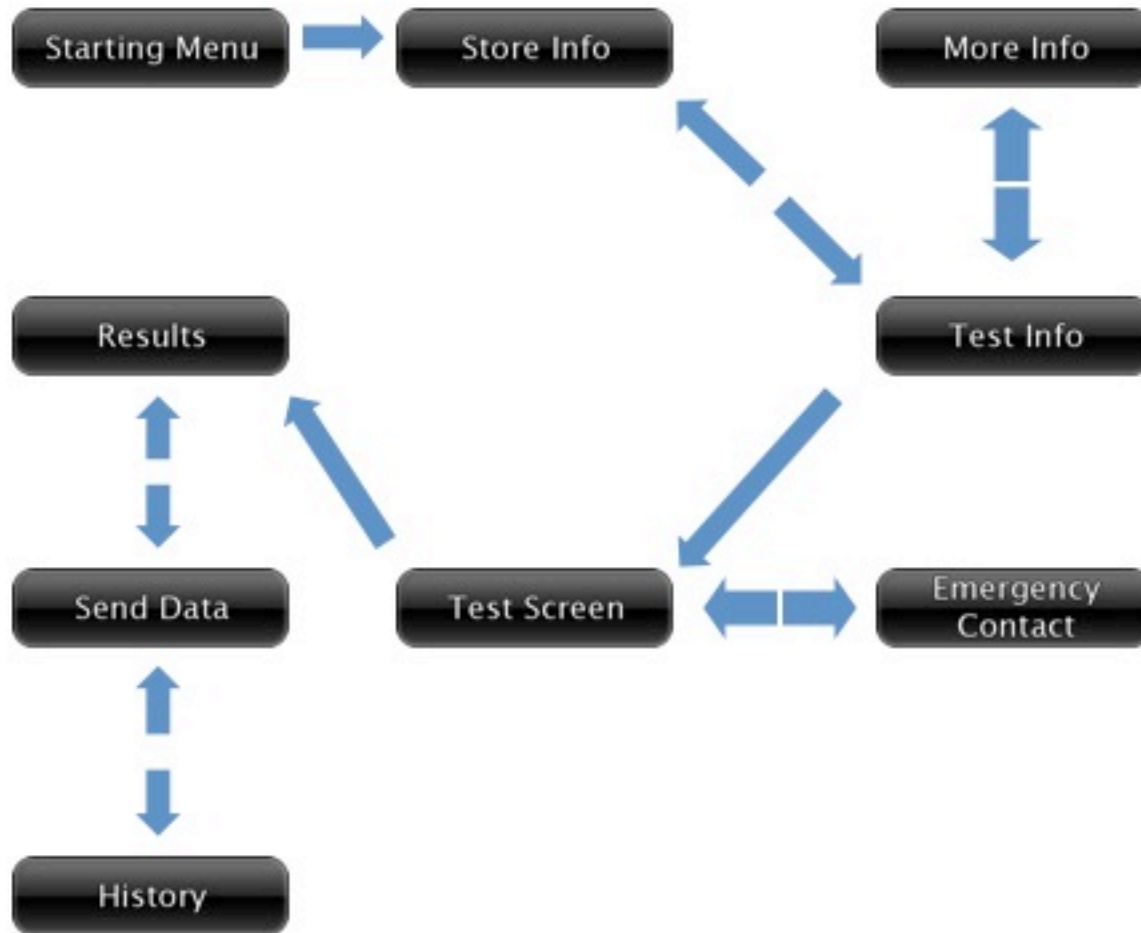 Starting Menu
Store Info
More Info
Results
Test Info
Send Data
Test Screen
Emergency
Contact
History